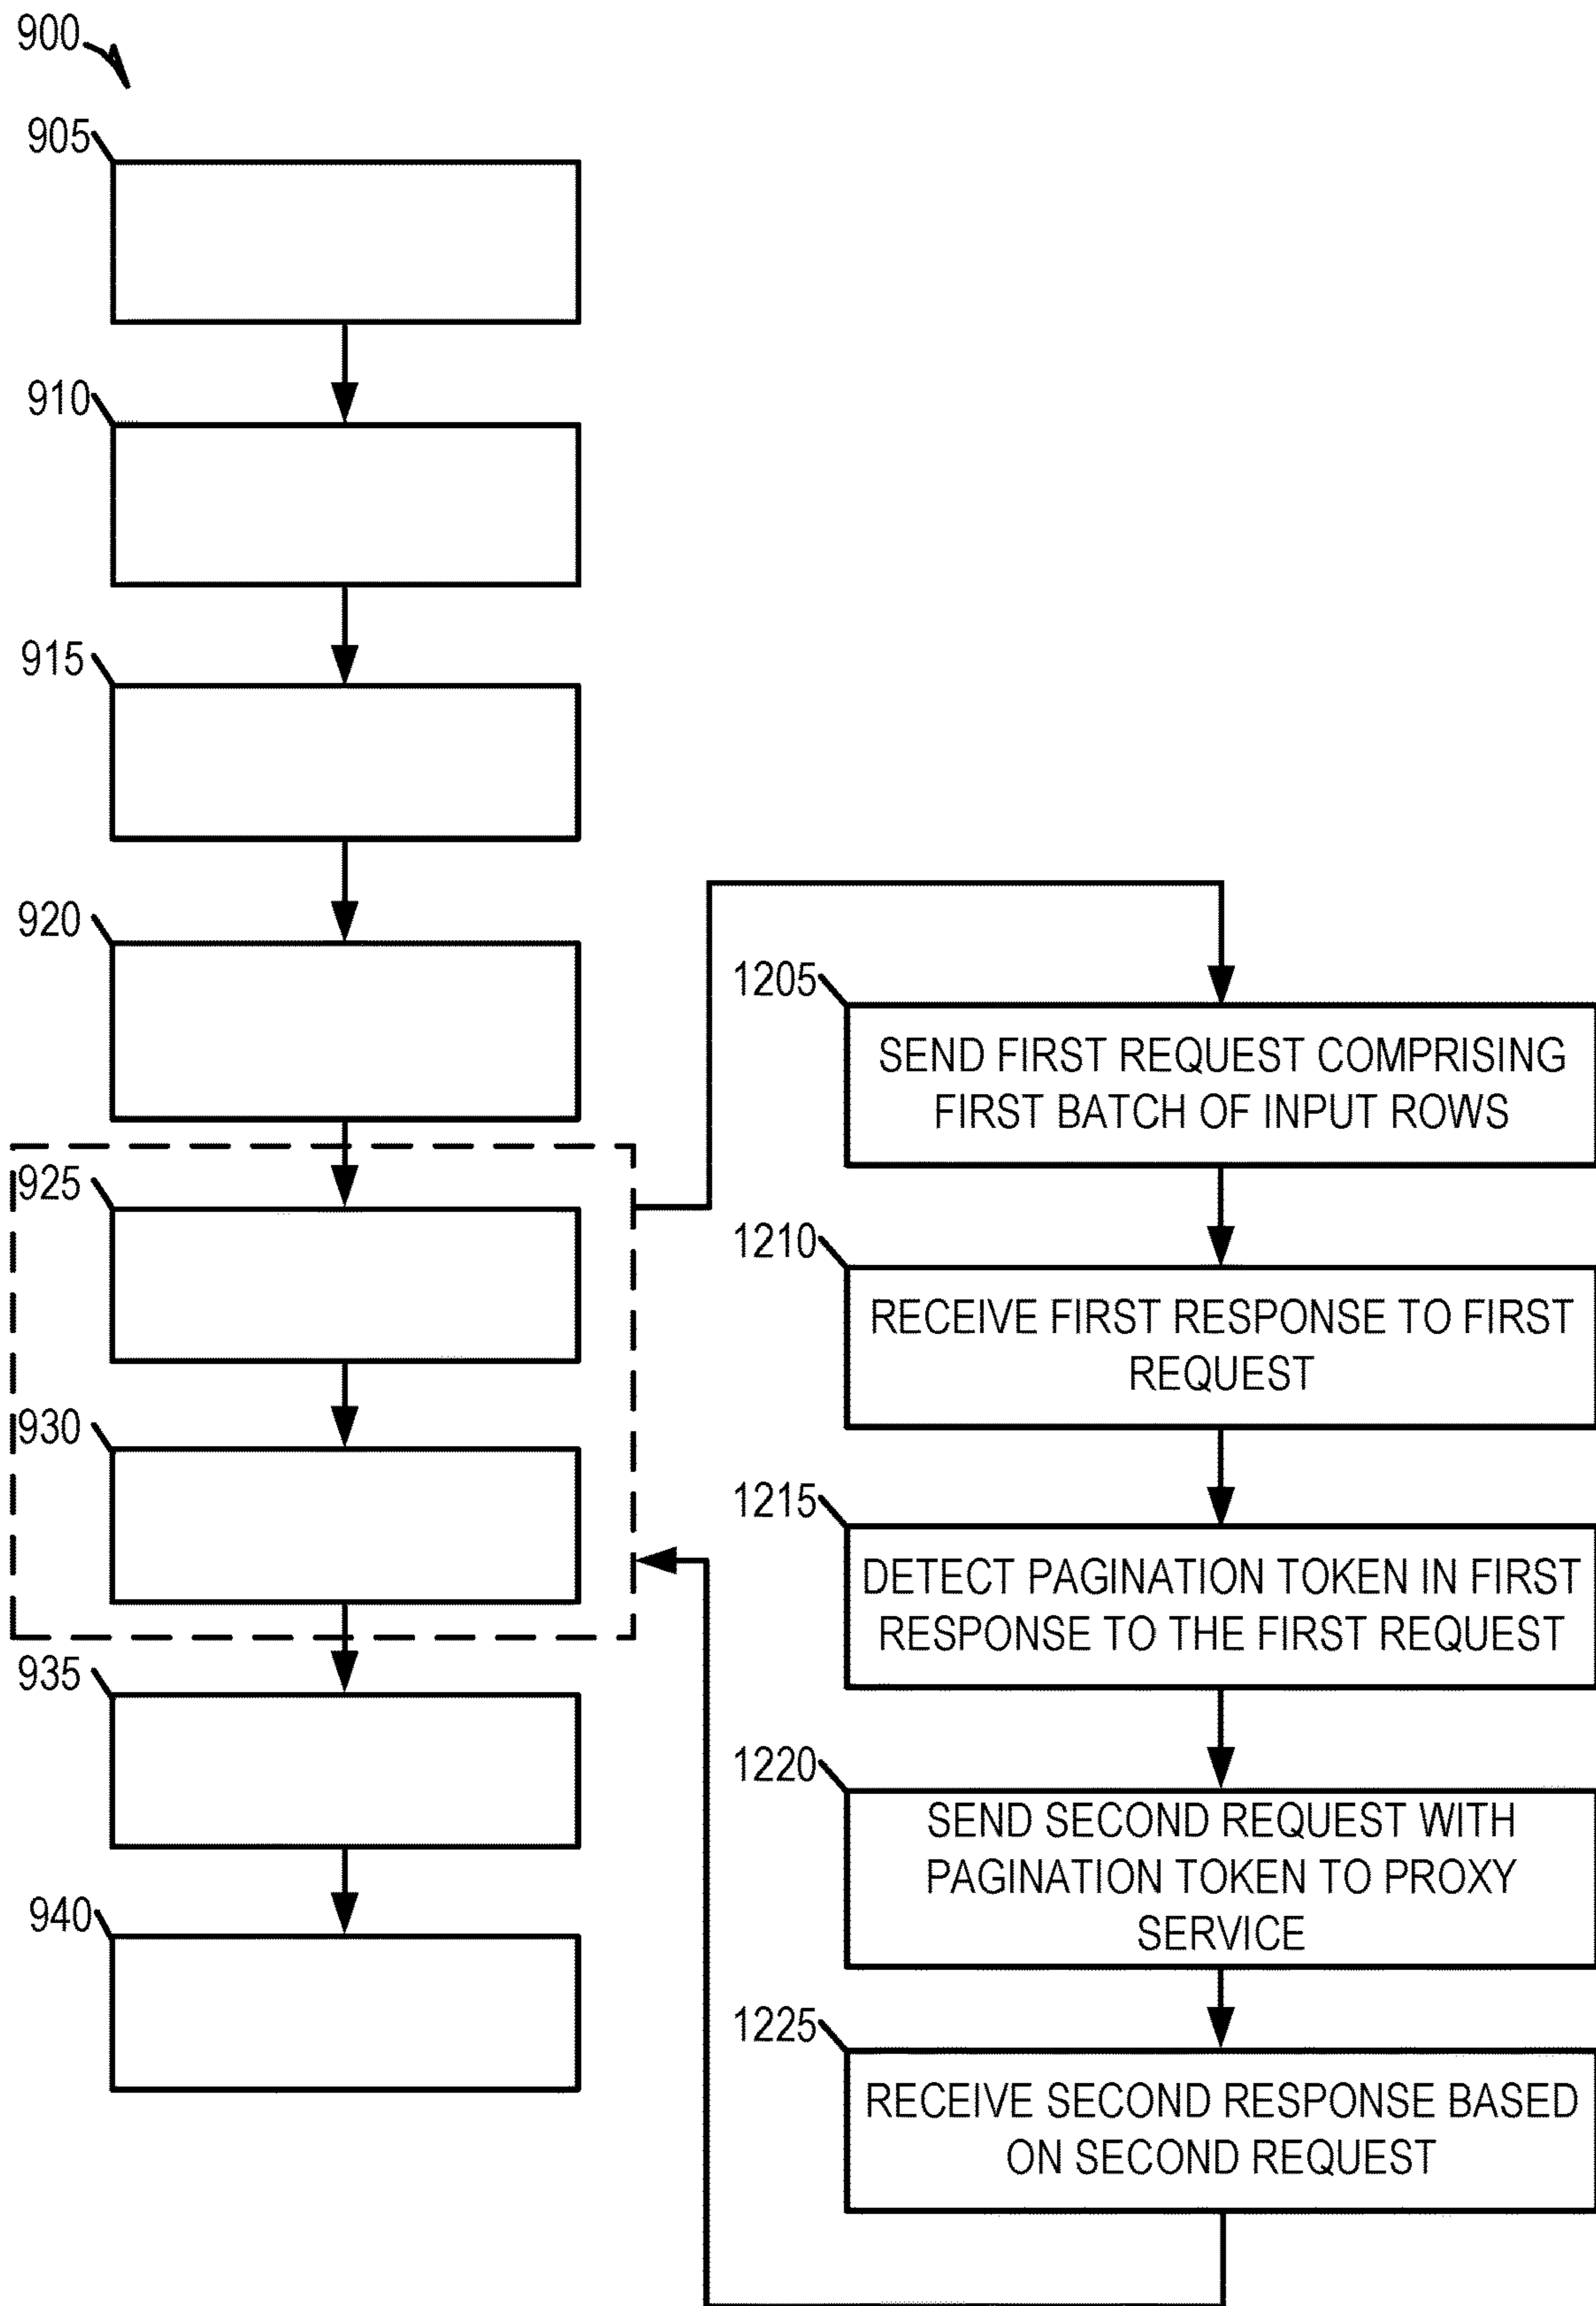 900
905
910
915
920
925
930
935
940
1205
SEND FIRST REQUEST COMPRISING
FIRST BATCH OF INPUT ROWS
1210
RECEIVE FIRST RESPONSE TO FIRST
REQUEST
1215
DETECT PAGINATION TOKEN IN FIRST
RESPONSE TO THE FIRST REQUEST
1220
SEND SECOND REQUEST WITH
PAGINATION TOKEN TO PROXY
SERVICE
1225
RECEIVE SECOND RESPONSE BASED
ON SECOND REQUEST